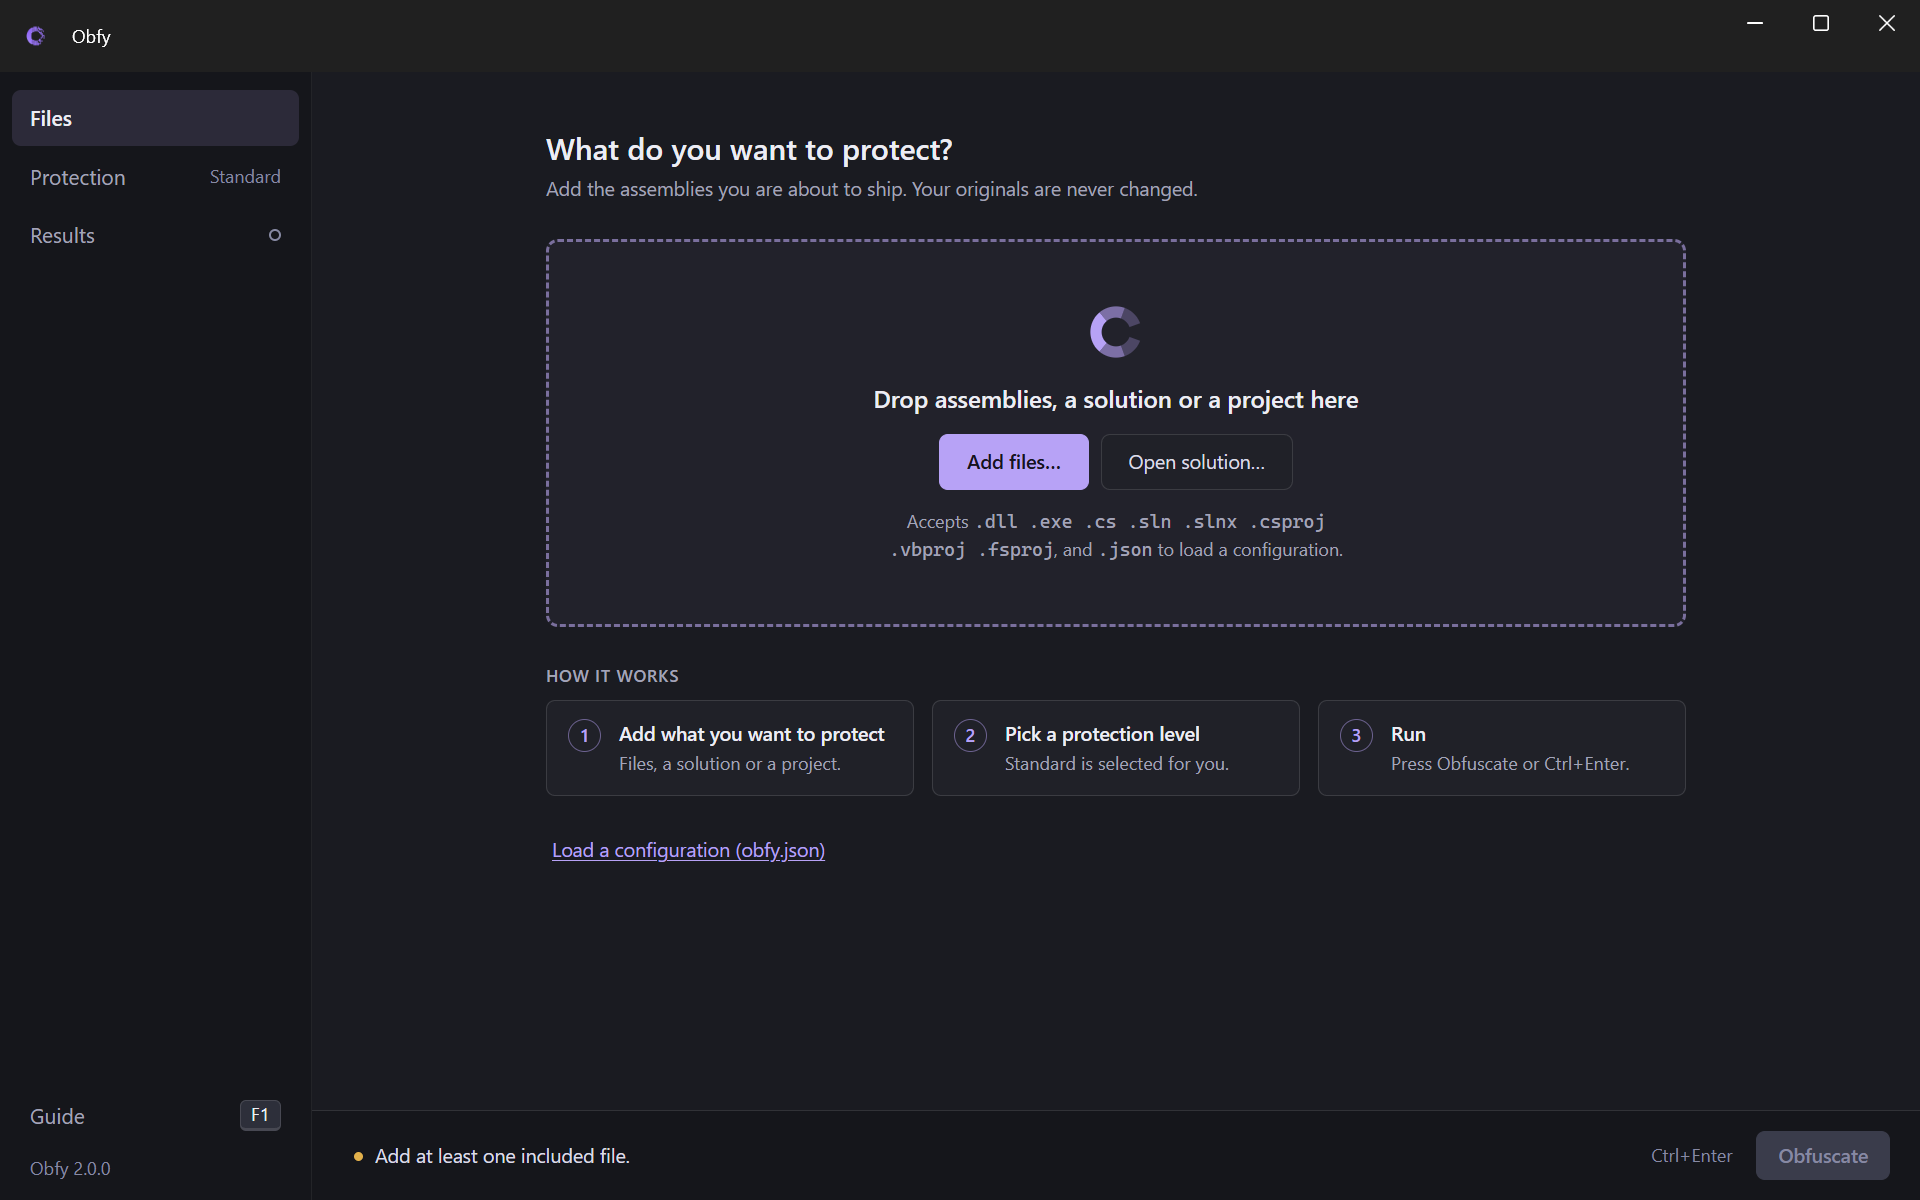 Obfy
Files
Protection Standard
Results
What do you want to protect?
Add the assemblies you are about to ship. Your originals are never changed.
Drop assemblies, a solution or a project here
Add files... Open solution...
Accepts .dll .exe .cs .sln .slnx .csproj
.vbproj .fsproj, and .json to load a configuration.
HOW IT WORKS
1 Add what you want to protect
Files, a solution or a project.
2 Pick a protection level
Standard is selected for you.
3 Run
Press Obfuscate or Ctrl+Enter.
Load a configuration (obfy.json)
Guide F1
Obfy 2.0.0
Add at least one included file.
Ctrl+Enter Obfuscate